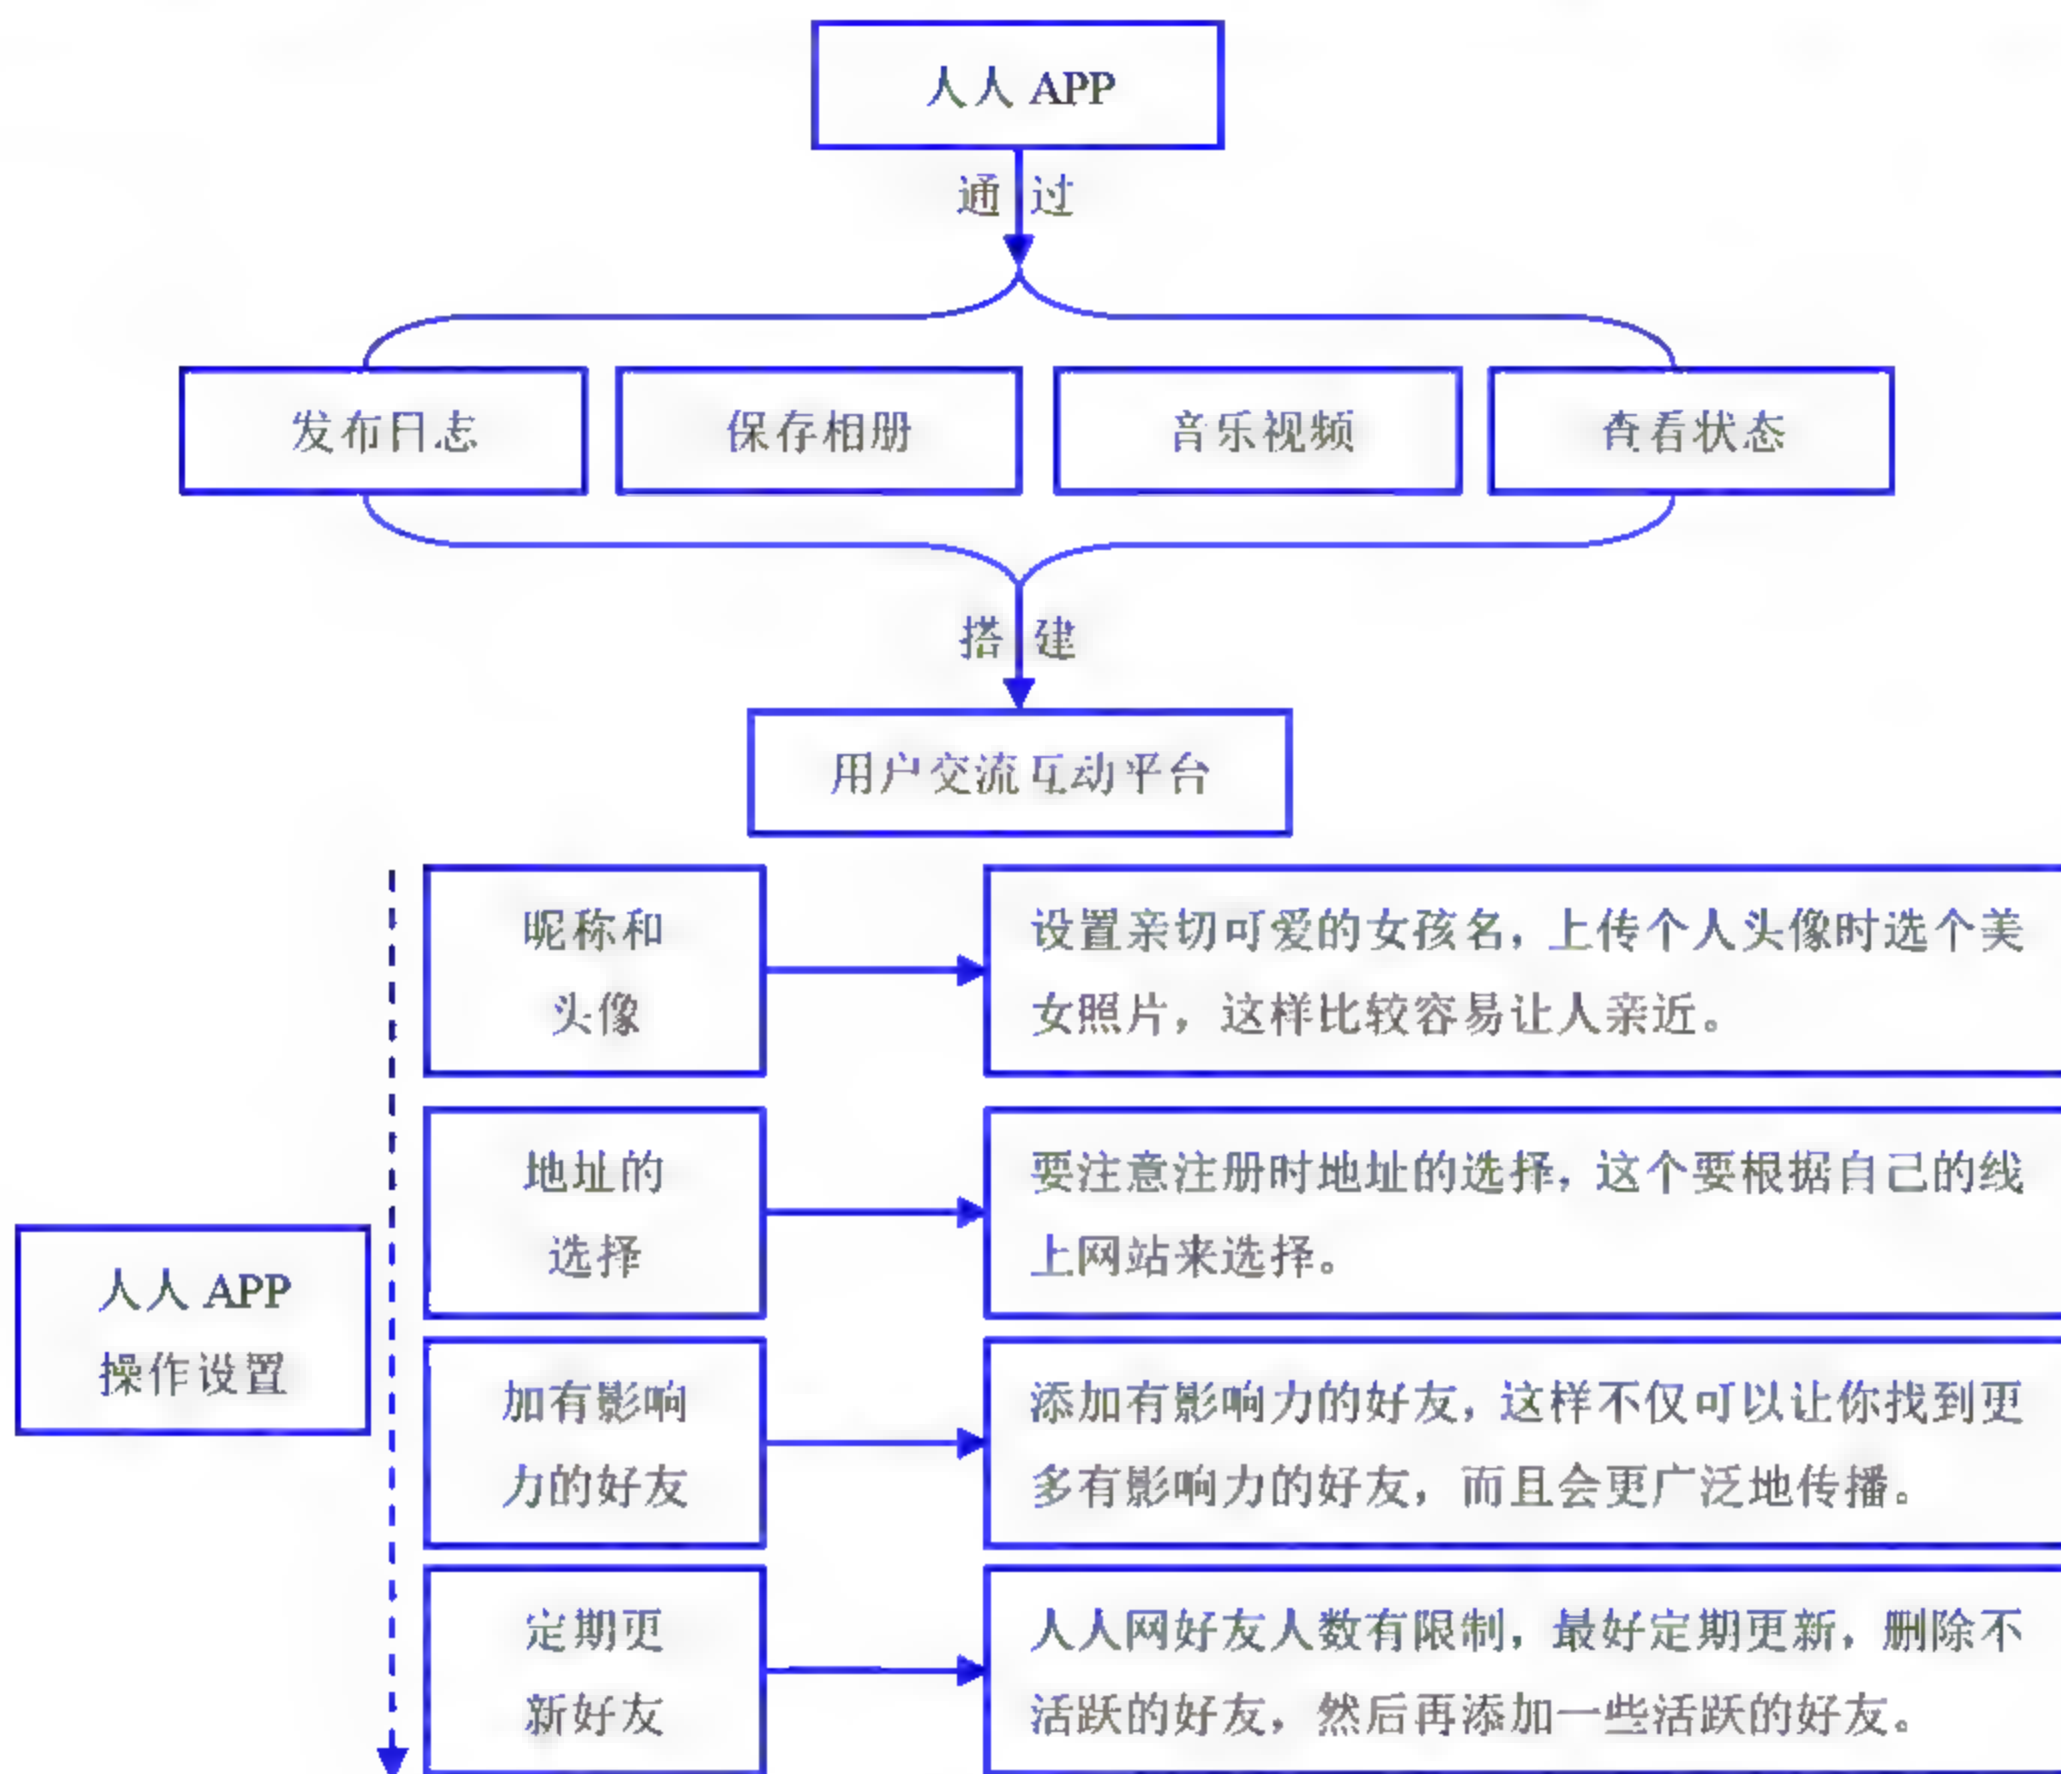 人人 APP
通过
发布日志
保存相册
音乐视频
查看状态
搭建
用户交流互动平台
人人 APP
操作设置
昵称和
头像
设置亲切可爱的女孩名，上传个人头像时选个美
女照片，这样比较容易让人亲近。
地址的
选择
要注意注册时地址的选择，这个要根据自己的线
上网站来选择。
加有影响
力的好友
添加有影响力的好友，这样不仅可以让你找到更
多有影响力的好友，而且会更广泛地传播。
定期更
新好友
人人网好友人数有限制，最好定期更新，删除不
活跃的好友，然后再添加一些活跃的好友。